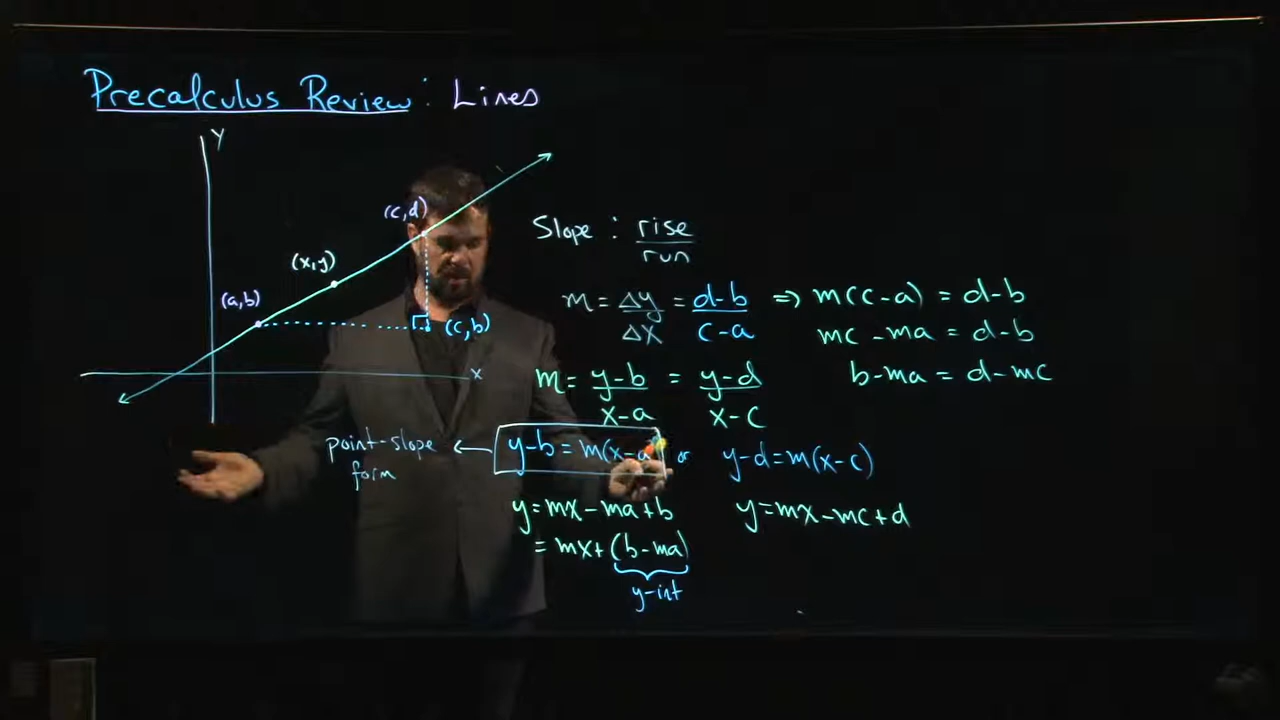 Precalculus Review: Lines
y
(c,d)
(x,y)
(a,b)
(c,b)
x
Slope : rise/run
m = Δy/Δx = d-b/c-a => m(c-a) = d-b
mc - ma = d-b
b-ma = d-mc
m = y-b/x-a = y-d/x-c
point-slope form ← y-b = m(x-a or y-d=m(x-c)
y=mx-ma+b y=mx-mc+d
= mx+(b-ma)
y-int